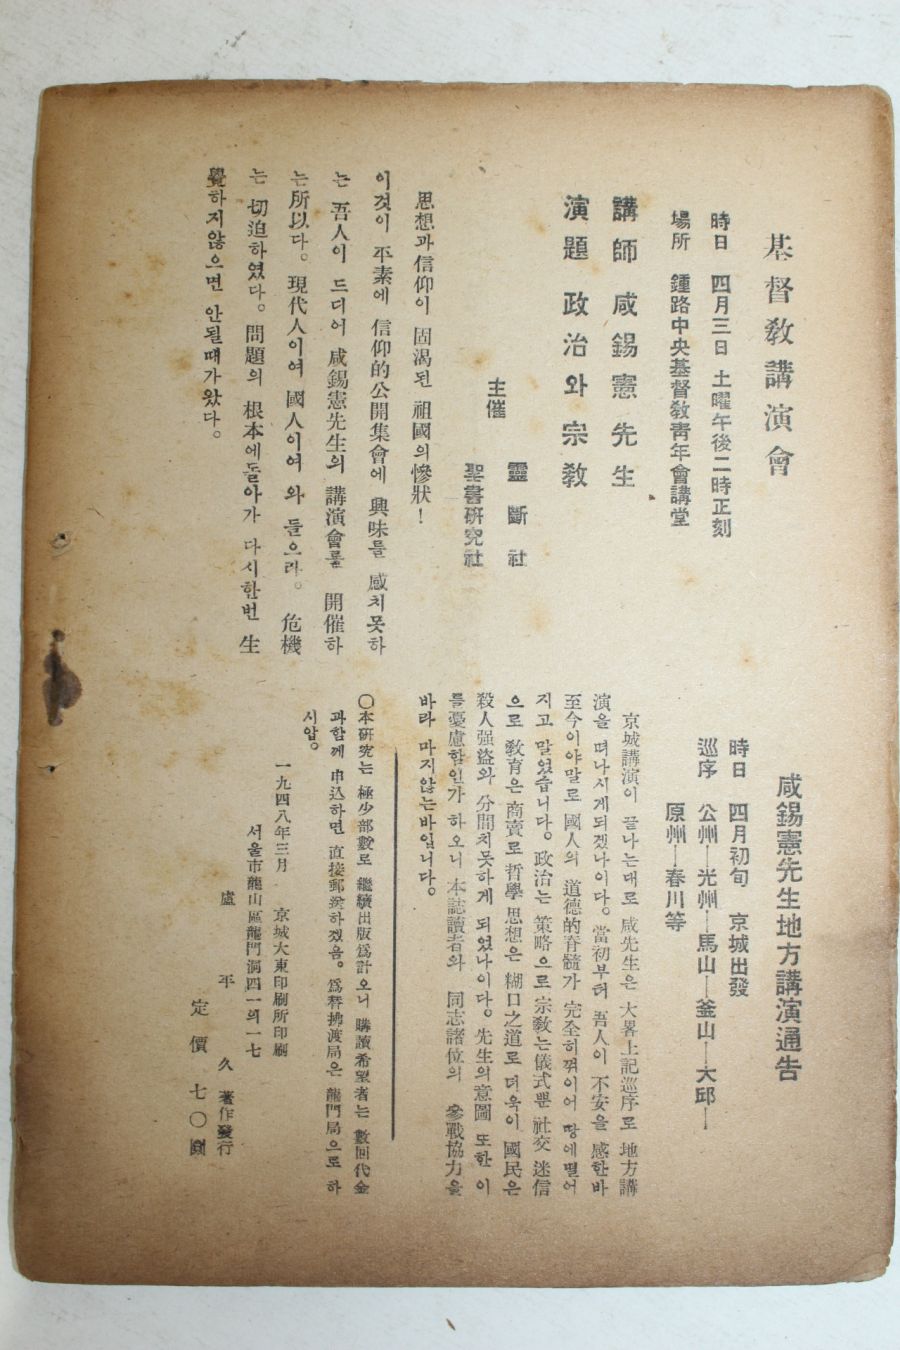 基督敎講演會
時日 四月三日 土曜午後二時正刻
場所 鍾路中央基督敎靑年會講堂
講師 咸錫憲先生
演題 政治와 宗敎
主催
靈斷社
聖書硏究社
思想과信仰이 固渴된 祖國의慘狀!
이것이 平素에 信仰的公開集會에 興味를 感치못하
는 吾人이 드디어 咸錫憲先生의 講演會를 開催하
는所以다。現代人이여 國人이여 와 들으라。 危機
는 切迫하였다。問題의 根本에돌아가 다시한번 生
覺하지않으면 안될때가왔다。
咸錫憲先生地方講演通告
時日 四月初旬 京城出發
巡序 公州―光州―馬山―釜山―大邱―
原州―春川等
京城講演이 끝나는대로 咸先生은 大畧上記巡序로 地方講
演을 떠나시게되겠나이다。當初부터 吾人이 不安을 感한바
至今이야말로 國人의 道德的脊髓가 完全히꺾이어 땅에떨어
지고 말었습니다。政治는 策略으로 宗敎는儀式뿐 社交 迷信
으로 敎育은商賣로 哲學 思想은 糊口之道로 더욱이 國民은
殺人强盜와 分間치못하게 되었나이다。先生의意圖 또한 이
를憂慮함인가 하오니 本誌讀者와 同志諸位의 參戰協力을
바라 마지않는바입니다。
○本硏究는 極少部數로 繼續出版爲計오니 購讀希望者는 數回代金
과함께 申込하면 直接郵送하겠음。爲替拂渡局은 龍門局으로 하
시압。
一九四八年三月 京城大東印刷所印刷
서울市龍山區龍門洞四一의一七
盧平久 著作發行
定價七〇圓